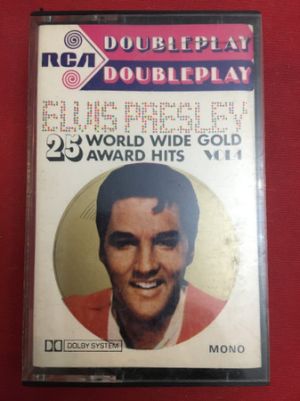 RCA DOUBLEPLAY
DOUBLEPLAY
ELVIS PRESLEY
25 WORLD WIDE GOLD
AWARD HITS VOL 1
DOLBY SYSTEM
MONO